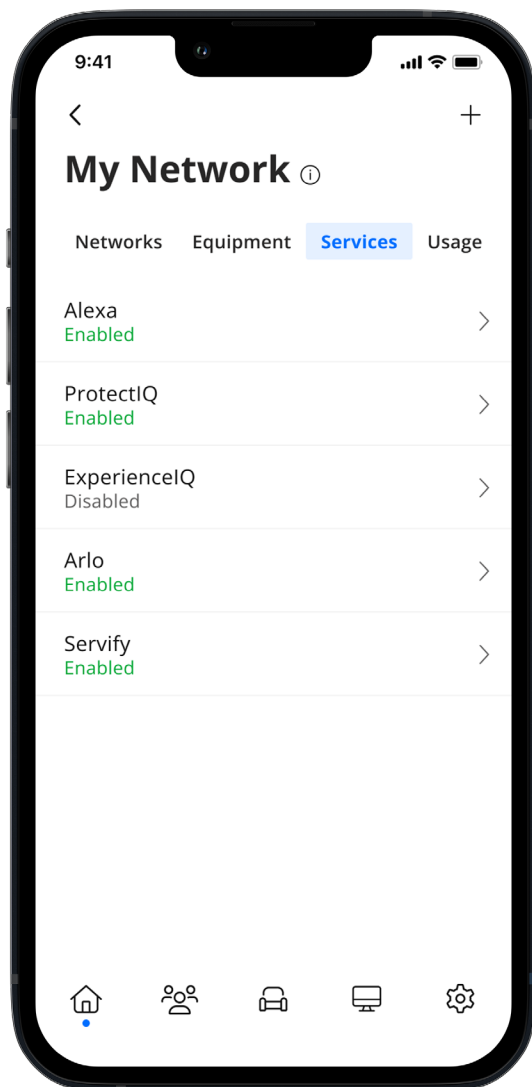 9:41
My Network
Networks Equipment Services Usage
Alexa
Enabled
ProtectIQ
Enabled
ExperienceIQ
Disabled
Arlo
Enabled
Servify
Enabled